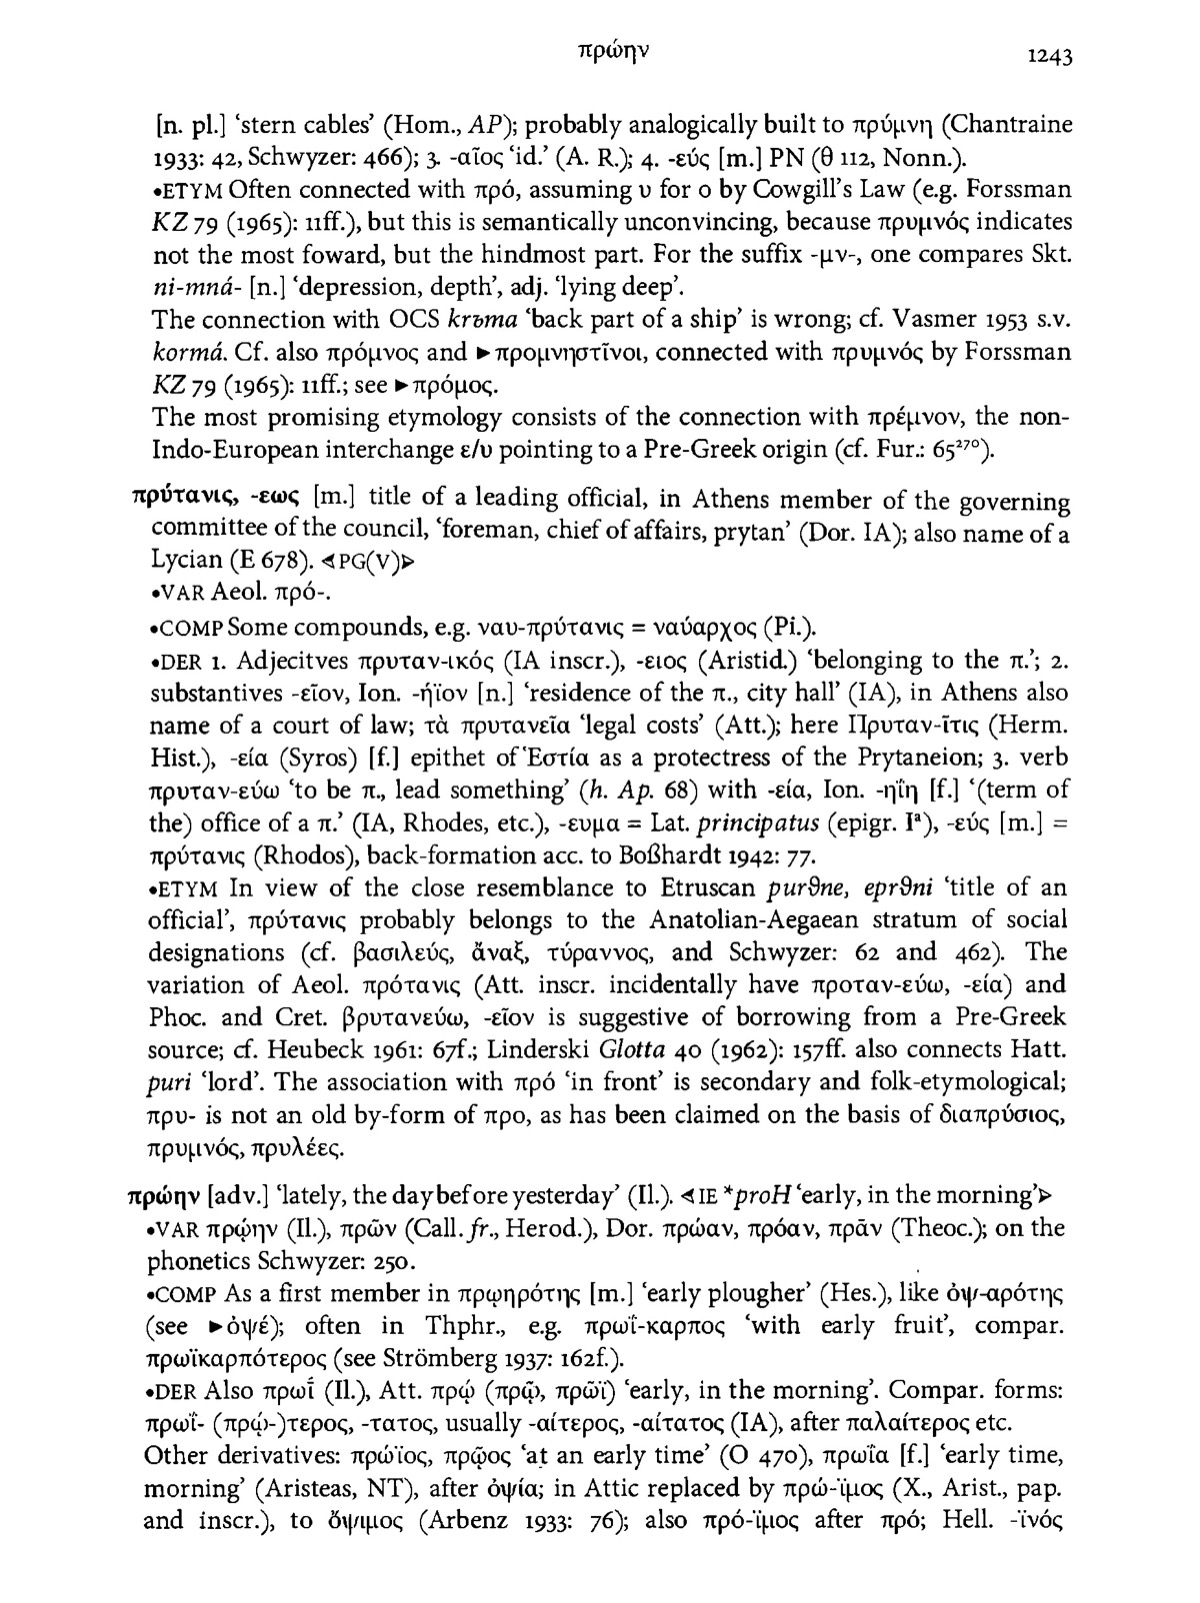 πρώην 1243
[n. pl.] ‘stern cables’ (Hom., AP); probably analogically built to πρύμνη (Chantraine
1933: 42, Schwyzer: 466); 3. -αῖος ‘id.’ (A. R.); 4. -εύς [m.] PN (θ 112, Nonn.).
•ETYM Often connected with πρό, assuming υ for ο by Cowgill’s Law (e.g. Forssman
KZ 79 (1965): 11ff.), but this is semantically unconvincing, because πρυμνός indicates
not the most foward, but the hindmost part. For the suffix -μν-, one compares Skt.
ni-mná- [n.] ‘depression, depth’, adj. ‘lying deep’.
The connection with OCS krъma ‘back part of a ship’ is wrong; cf. Vasmer 1953 s.v.
kormá. Cf. also πρόμνος and ►προμνηστῖνοι, connected with πρυμνός by Forssman
KZ 79 (1965): 11ff.; see ►πρόμος.
The most promising etymology consists of the connection with πρέμνον, the non-
Indo-European interchange ε/υ pointing to a Pre-Greek origin (cf. Fur.: 65²⁷⁰).
πρύτανις, -εως [m.] title of a leading official, in Athens member of the governing
committee of the council, ‘foreman, chief of affairs, prytan’ (Dor. IA); also name of a
Lycian (Ε 678). ⊲PG(V)⊳
•VAR Aeol. πρό-.
•COMP Some compounds, e.g. ναυ-πρύτανις = ναύαρχος (Pi.).
•DER 1. Adjecitves πρυταν-ικός (IA inscr.), -ειος (Aristid.) ‘belonging to the π.’; 2.
substantives -εῖον, Ion. -ήϊον [n.] ‘residence of the π., city hall’ (IA), in Athens also
name of a court of law; τὰ πρυτανεῖα ‘legal costs’ (Att.); here Πρυταν-ῖτις (Herm.
Hist.), -εία (Syros) [f.] epithet of Ἑστία as a protectress of the Prytaneion; 3. verb
πρυταν-εύω ‘to be π., lead something’ (h. Ap. 68) with -εία, Ion. -ηΐη [f.] ‘(term of
the) office of a π.’ (IA, Rhodes, etc.), -ευμα = Lat. principatus (epigr. Iᵃ), -εύς [m.] =
πρύτανις (Rhodos), back-formation acc. to Boßhardt 1942: 77.
•ETYM In view of the close resemblance to Etruscan purϑne, eprϑni ‘title of an
official’, πρύτανις probably belongs to the Anatolian-Aegaean stratum of social
designations (cf. βασιλεύς, ἄναξ, τύραννος, and Schwyzer: 62 and 462). The
variation of Aeol. πρότανις (Att. inscr. incidentally have προταν-εύω, -εία) and
Phoc. and Cret. βρυτανεύω, -εῖον is suggestive of borrowing from a Pre-Greek
source; cf. Heubeck 1961: 67f.; Linderski Glotta 40 (1962): 157ff. also connects Hatt.
puri ‘lord’. The association with πρό ‘in front’ is secondary and folk-etymological;
πρυ- is not an old by-form of προ, as has been claimed on the basis of διαπρύσιος,
πρυμνός, πρυλέες.
πρώην [adv.] ‘lately, the day before yesterday’ (Il.). ⊲IE *proH ‘early, in the morning’⊳
•VAR πρῴην (Il.), πρῶν (Call. fr., Herod.), Dor. πρώαν, πρόαν, πρᾶν (Theoc.); on the
phonetics Schwyzer: 250.
•COMP As a first member in πρῳηρότης [m.] ‘early plougher’ (Hes.), like ὀψ-αρότης
(see ►ὀψέ); often in Thphr., e.g. πρωΐ-καρπος ‘with early fruit’, compar.
πρωϊκαρπότερος (see Strömberg 1937: 162f.).
•DER Also πρωΐ (Il.), Att. πρῴ (πρῷ, πρῶϊ) ‘early, in the morning’. Compar. forms:
πρωΐ- (πρῴ-)τερος, -τατος, usually -αίτερος, -αίτατος (IA), after παλαίτερος etc.
Other derivatives: πρώϊος, πρῷος ‘at an early time’ (Ο 470), πρωΐα [f.] ‘early time,
morning’ (Aristeas, NT), after ὀψία; in Attic replaced by πρώ-ϊμος (X., Arist., pap.
and inscr.), to ὄψιμος (Arbenz 1933: 76); also πρό-ϊμος after πρό; Hell. -ϊνός